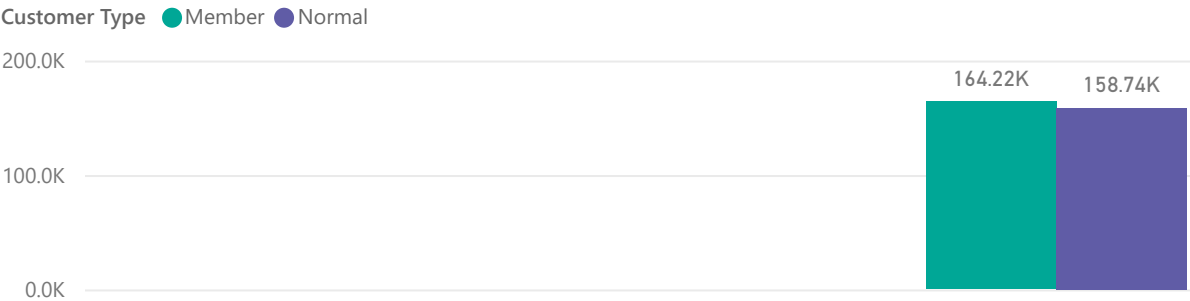 Customer Type Member Normal
200.0K
164.22K 158.74K
100.0K
0.0K